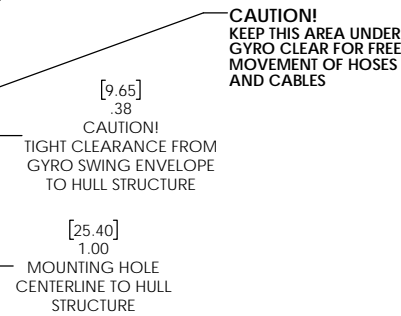 CAUTION!
KEEP THIS AREA UNDER
GYRO CLEAR FOR FREE
MOVEMENT OF HOSES
AND CABLES
[9.65]
.38
CAUTION!
TIGHT CLEARANCE FROM
GYRO SWING ENVELOPE
TO HULL STRUCTURE
[25.40]
1.00
MOUNTING HOLE
CENTERLINE TO HULL
STRUCTURE